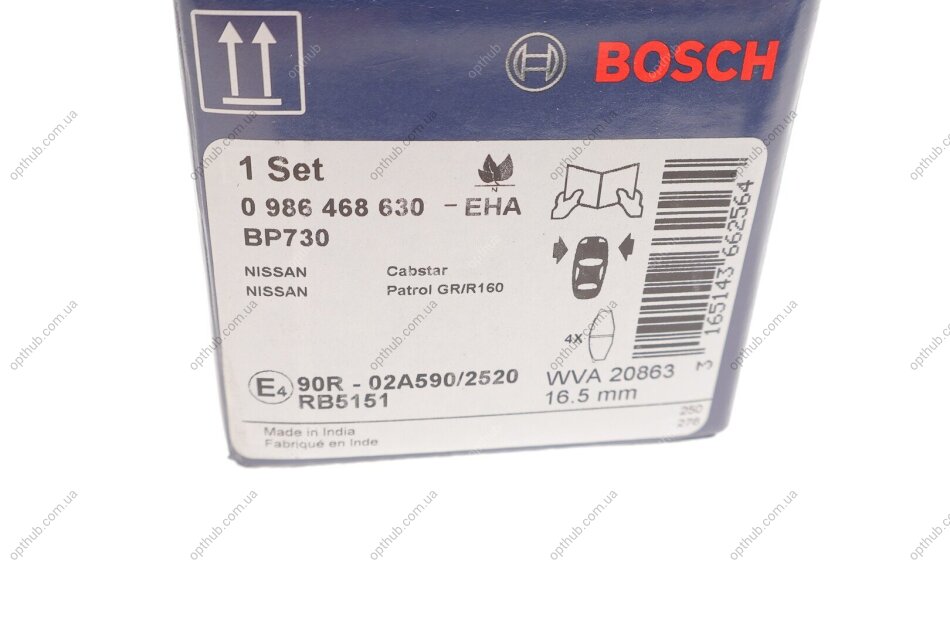 BOSCH
1 Set
0 986 468 630 - EHA
N
BP730
NISSAN Cabstar
NISSAN Patrol GR/R160
4X
3 165143 662564
E4 90R - 02A590/2520
RB5151
WVA 20863
16.5 mm
250
276
Made in India
Fabriqué en Inde
opthub.com.ua